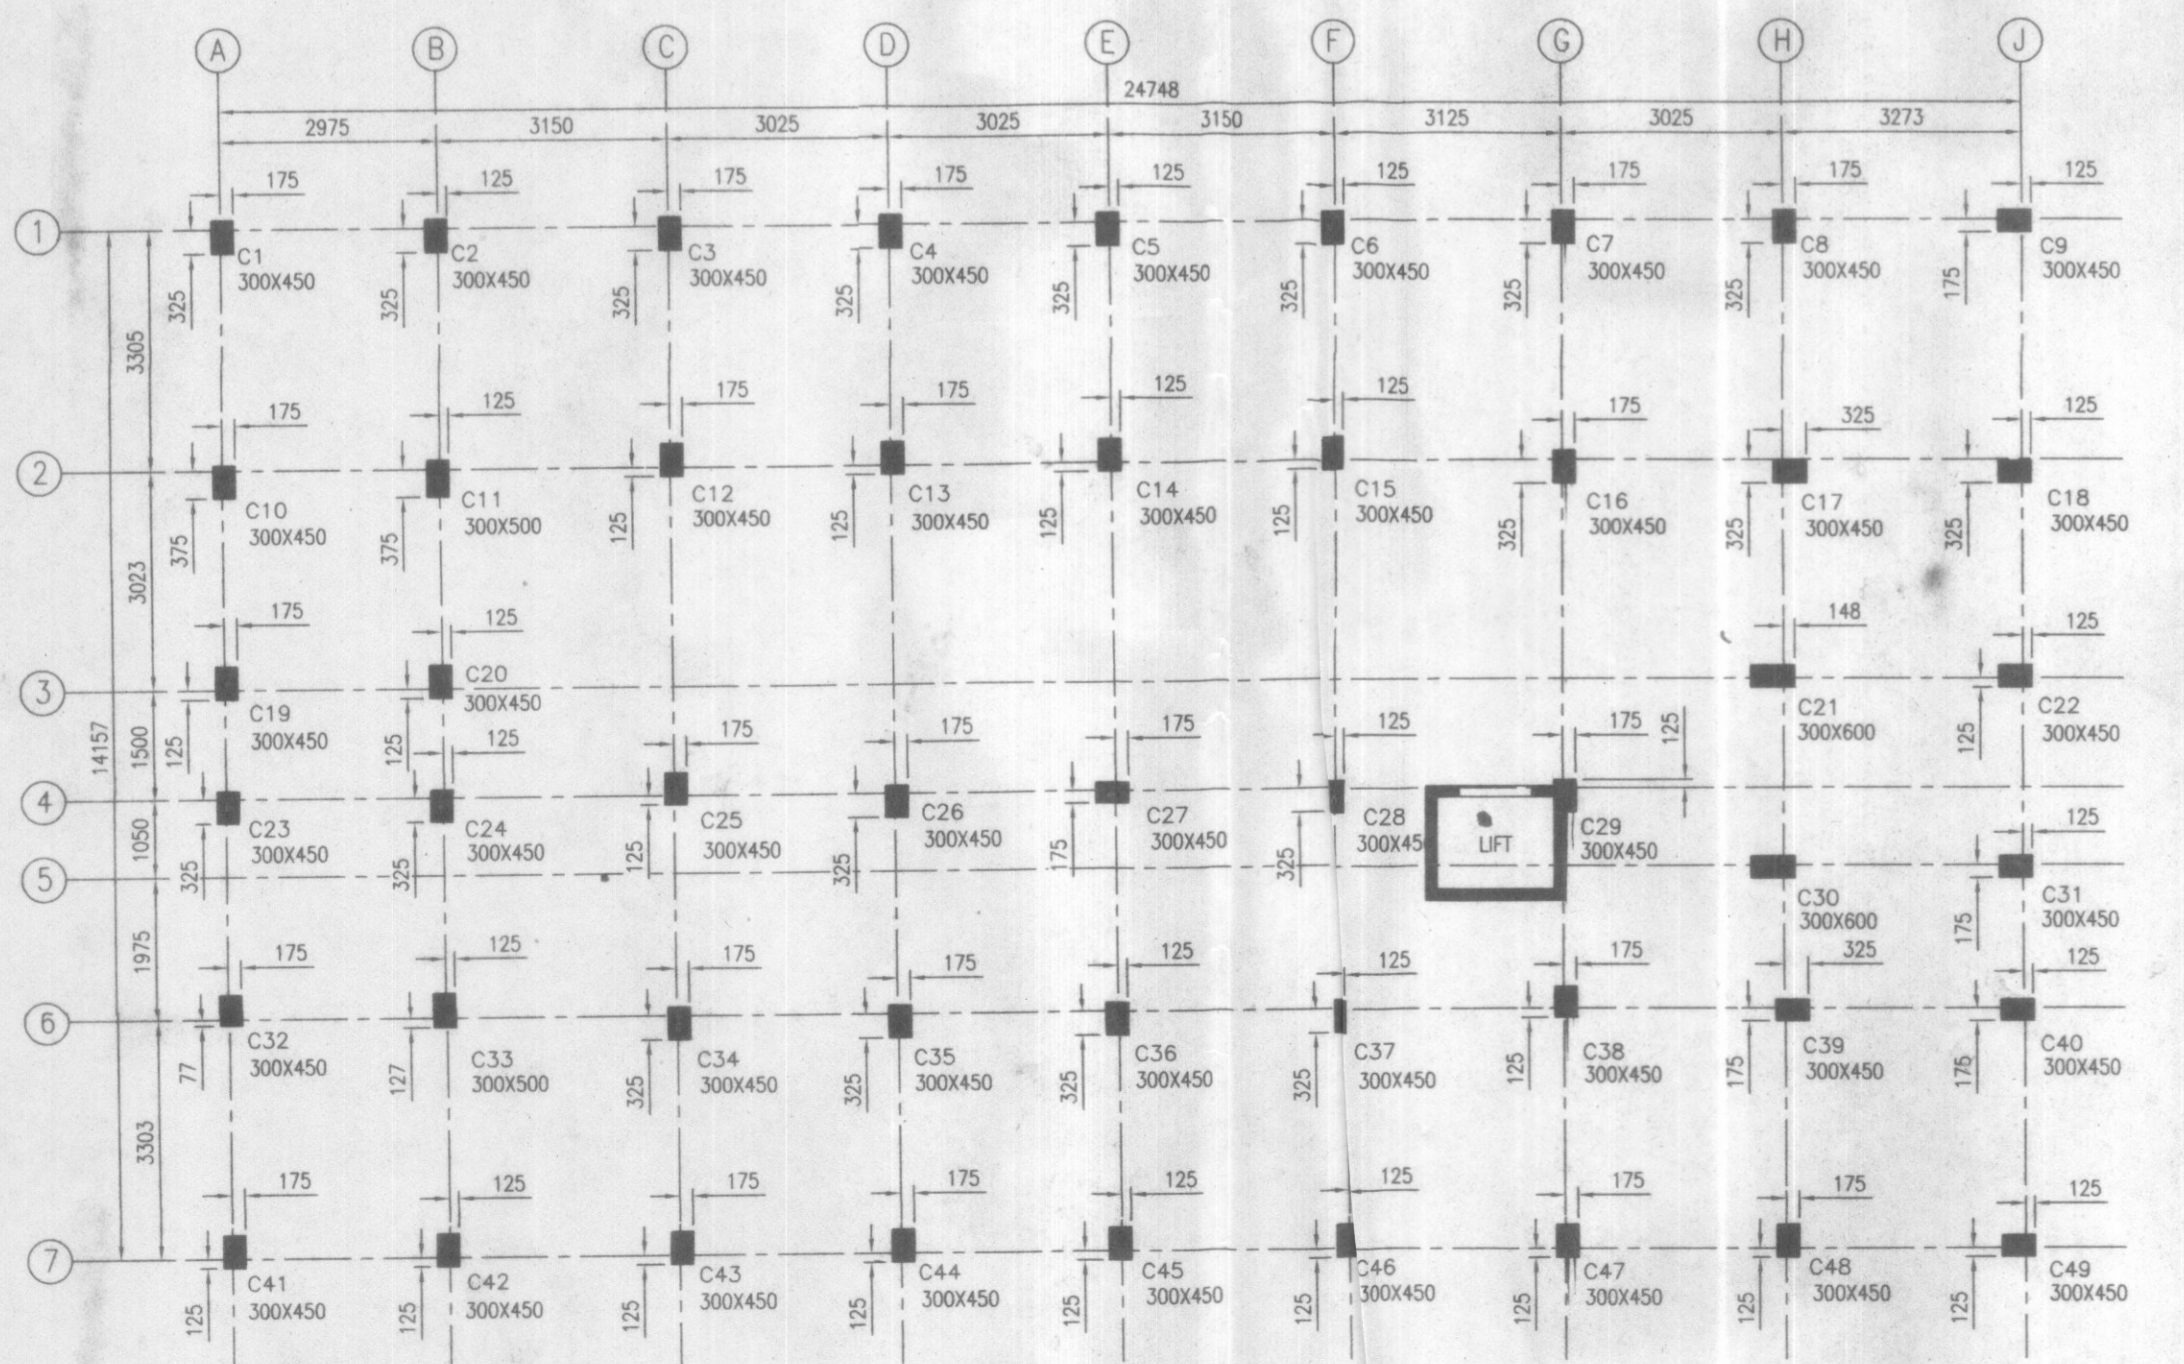 A B C D E F G H J
24748
2975 3150 3025 3025 3150 3125 3025 3273
175 125 175 175 125 125 175 175 125
1
C1 C2 C3 C4 C5 C6 C7 C8 C9
300X450 300X450 300X450 300X450 300X450 300X450 300X450 300X450 300X450
325 325 325 325 325 325 325 325 175
3305
175 125 175 175 125 125 175 325 125
2
C10 C11 C12 C13 C14 C15 C16 C17 C18
300X450 300X500 300X450 300X450 300X450 300X450 300X450 300X450 300X450
375 375 125 125 125 125 325 325 325
3023
175 125 148 125
3
C19 C20 C21 C22
300X450 300X450 300X600 300X450
125 125 125
14157
1500
125 175 175 175 125 175 125
4
C23 C24 C25 C26 C27 C28 C29
300X450 300X450 300X450 300X450 300X450 300X45 300X450
LIFT
325 325 125 325 175 325
1050
125
5
C30 C31
300X600 300X450
175
1975
175 125 175 175 125 125 175 325 125
6
C32 C33 C34 C35 C36 C37 C38 C39 C40
300X450 300X500 300X450 300X450 300X450 300X450 300X450 300X450 300X450
77 127 325 325 325 325 125 175 175
3303
175 125 175 175 125 125 175 175 125
7
C41 C42 C43 C44 C45 C46 C47 C48 C49
300X450 300X450 300X450 300X450 300X450 300X450 300X450 300X450 300X450
125 125 125 125 125 125 125 125 125